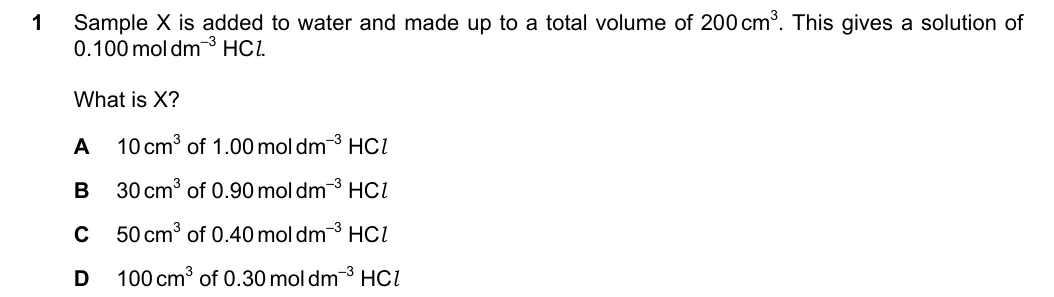 1 Sample X is added to water and made up to a total volume of 200 cm³. This gives a solution of
0.100 mol dm⁻³ HCl.
What is X?
A 10 cm³ of 1.00 mol dm⁻³ HCl
B 30 cm³ of 0.90 mol dm⁻³ HCl
C 50 cm³ of 0.40 mol dm⁻³ HCl
D 100 cm³ of 0.30 mol dm⁻³ HCl